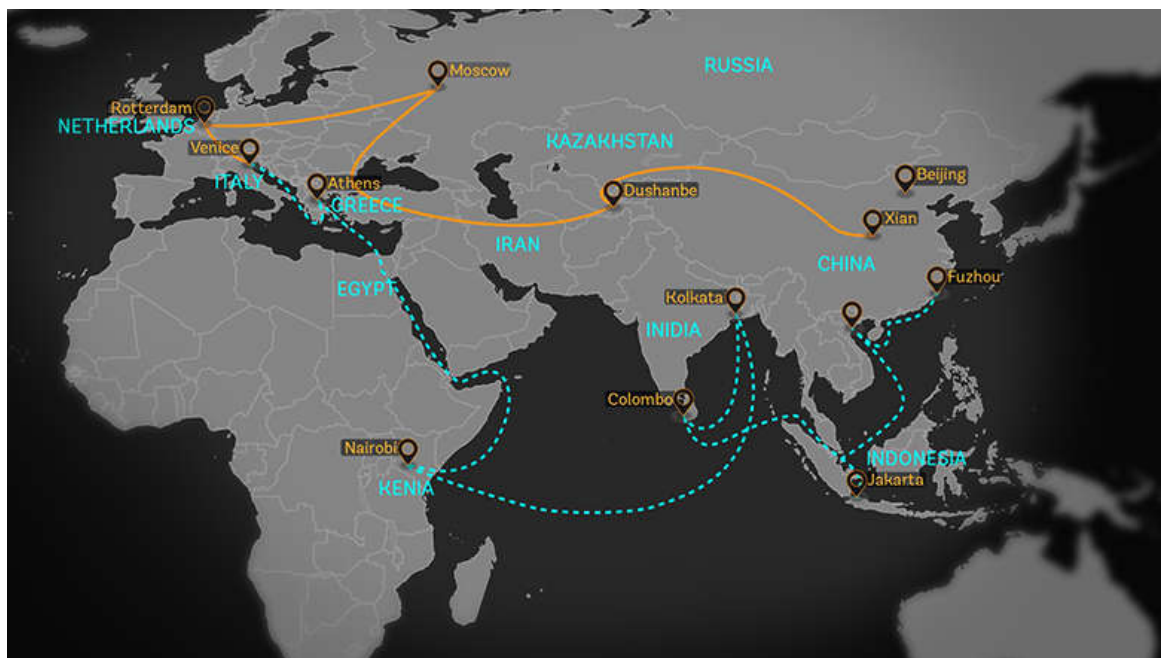 Moscow
RUSSIA
Rotterdam
NETHERLANDS
KAZAKHSTAN
Venice
ITALY
Athens
GREECE
Dushanbe
Beijing
Xian
IRAN
CHINA
EGYPT
Fuzhou
Kolkata
INIDIA
Colombo
Nairobi
KENIA
INDONESIA
Jakarta